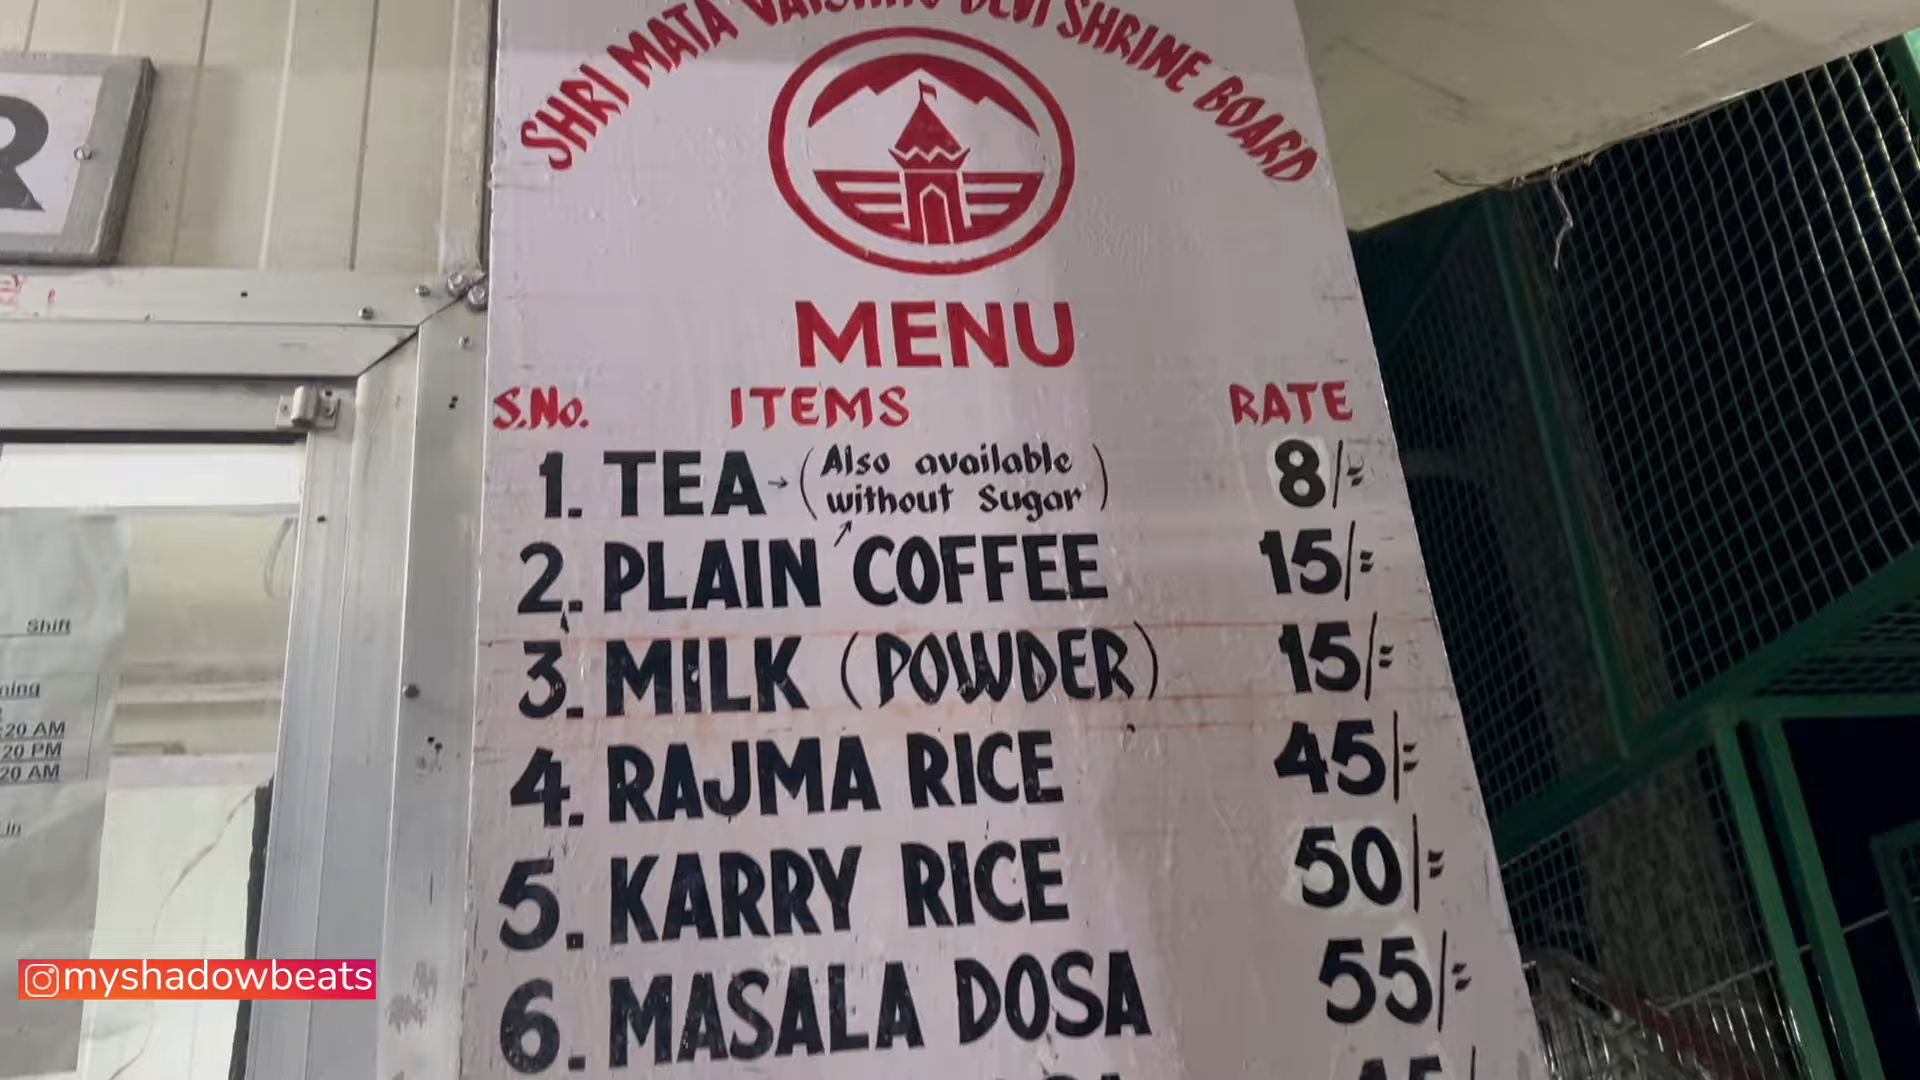 SHRI MATA VAISHNO DEVI SHRINE BOARD
MENU
S.No. ITEMS RATE
1. TEA → (Also available without Sugar) 8/=
2. PLAIN COFFEE 15/=
3. MILK (POWDER) 15/=
4. RAJMA RICE 45/=
5. KARRY RICE 50/=
6. MASALA DOSA 55/=
R
Shift
:20 AM
20 PM
20 AM
myshadowbeats